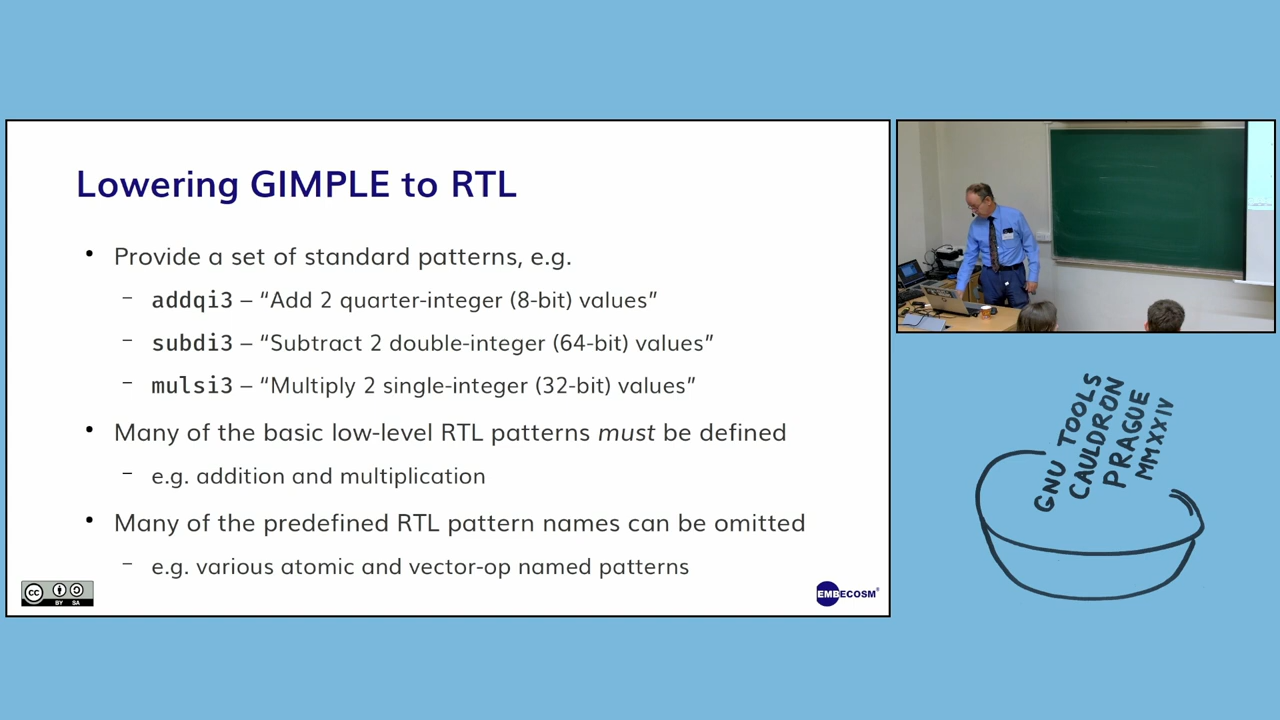 Lowering GIMPLE to RTL
• Provide a set of standard patterns, e.g.
– addqi3 – “Add 2 quarter-integer (8-bit) values”
– subdi3 – “Subtract 2 double-integer (64-bit) values”
– mulsi3 – “Multiply 2 single-integer (32-bit) values”
• Many of the basic low-level RTL patterns must be defined
– e.g. addition and multiplication
• Many of the predefined RTL pattern names can be omitted
– e.g. various atomic and vector-op named patterns
cc BY SA
EMBECOSM®
GNU TOOLS
CAULDRON
PRAGUE
MMXXIV